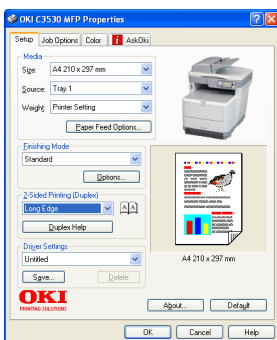 OKI C3530 MFP Properties
Setup Job Options Color AskOki
Media
Size: A4 210 x 297 mm
Source: Tray 1
Weight: Printer Setting
Paper Feed Options...
Finishing Mode
Standard
Options...
2-Sided Printing (Duplex)
Long Edge
Duplex Help
Driver Settings
Untitled
Save... Delete
A4 210 x 297 mm
OKI
PRINTING SOLUTIONS
About... Default
OK Cancel Help